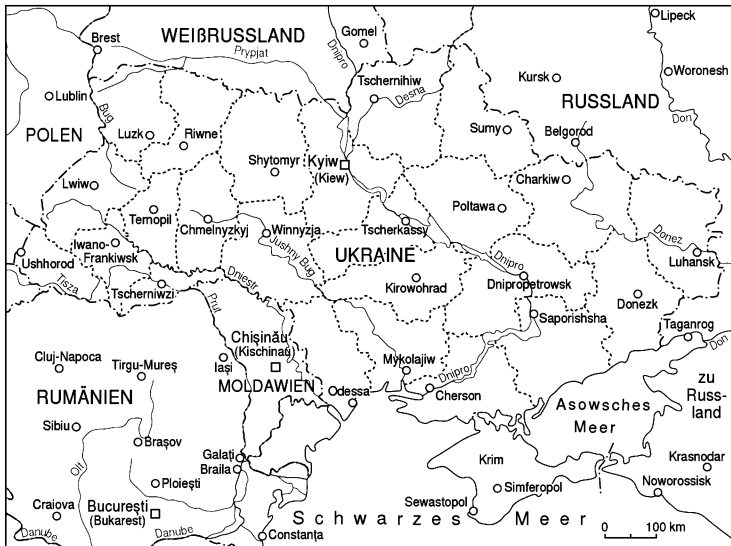 Lipeck
Brest
WEIßRUSSLAND
Gomel
Prypjat
Dnipro
Woronesh
Kursk
Lublin
Tschernihiw
Desna
RUSSLAND
Bug
Don
POLEN
Luzk
Riwne
Sumy
Belgorod
Shytomyr
Kyiw
(Kiew)
Lwiw
Charkiw
Ternopil
Poltawa
Chmelnyzkyj
Winnyzja
Tscherkassy
Donez
Iwano-
Frankiwsk
Jushny Bug
UKRAINE
Ushhorod
Luhansk
Tisza
Dnipro
Dnjestr
Tscherniwzi
Kirowohrad
Dnipropetrowsk
Donezk
Prut
Saporishsha
Chişinău
(Kischinau)
Taganrog
Don
Cluj-Napoca
Tirgu-Mureş
Iaşi
Mykolajiw
MOLDAWIEN
Dnipro
zu
Russ-
land
RUMÄNIEN
Odessa
Cherson
Asowsches
Meer
Sibiu
Braşov
Olt
Galaţi
Braila
Krim
Krasnodar
Ploieşti
Simferopol
Noworossisk
Craiova
Bucureşti
(Bukarest)
Sewastopol
Schwarzes Meer
Danube
Danube
Constanţa
0 100 km